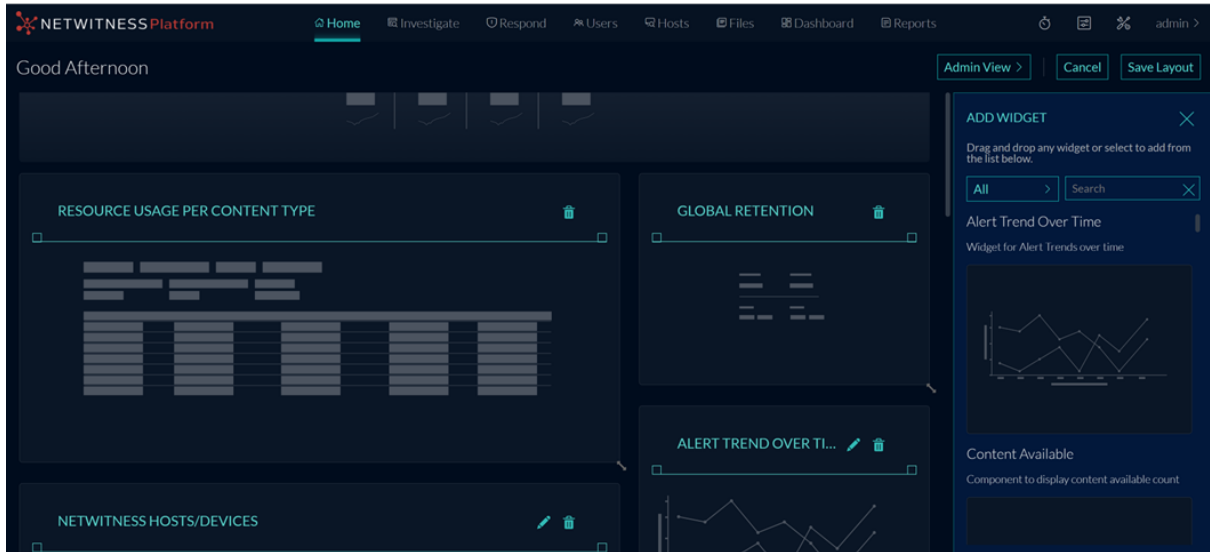 NETWITNESS Platform
Home Investigate Respond Users Hosts Files Dashboard Reports admin >
Good Afternoon
Admin View > Cancel Save Layout
ADD WIDGET
Drag and drop any widget or select to add from
the list below.
All Search
RESOURCE USAGE PER CONTENT TYPE
GLOBAL RETENTION
Alert Trend Over Time
Widget for Alert Trends over time
ALERT TREND OVER TI...
Content Available
Component to display content available count
NETWITNESS HOSTS/DEVICES